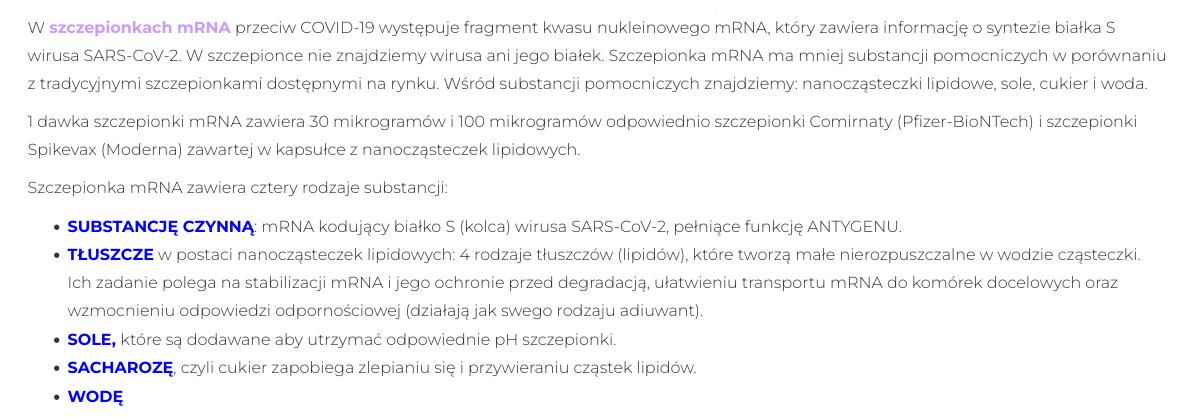 W szczepionkach mRNA przeciw COVID-19 występuje fragment kwasu nukleinowego mRNA, który zawiera informację o syntezie białka S
wirusa SARS-CoV-2. W szczepionce nie znajdziemy wirusa ani jego białek. Szczepionka mRNA ma mniej substancji pomocniczych w porównaniu
z tradycyjnymi szczepionkami dostępnymi na rynku. Wśród substancji pomocniczych znajdziemy: nanocząsteczki lipidowe, sole, cukier i woda.
1 dawka szczepionki mRNA zawiera 30 mikrogramów i 100 mikrogramów odpowiednio szczepionki Comirnaty (Pfizer-BioNTech) i szczepionki
Spikevax (Moderna) zawartej w kapsułce z nanocząsteczek lipidowych.
Szczepionka mRNA zawiera cztery rodzaje substancji:
• SUBSTANCJĘ CZYNNĄ: mRNA kodujący białko S (kolca) wirusa SARS-CoV-2, pełniące funkcję ANTYGENU.
• TŁUSZCZE w postaci nanocząsteczek lipidowych: 4 rodzaje tłuszczów (lipidów), które tworzą małe nierozpuszczalne w wodzie cząsteczki.
Ich zadanie polega na stabilizacji mRNA i jego ochronie przed degradacją, ułatwieniu transportu mRNA do komórek docelowych oraz
wzmocnieniu odpowiedzi odpornościowej (działają jak swego rodzaju adiuwant).
• SOLE, które są dodawane aby utrzymać odpowiednie pH szczepionki.
• SACHAROZĘ, czyli cukier zapobiega zlepianiu się i przywieraniu cząstek lipidów.
• WODĘ